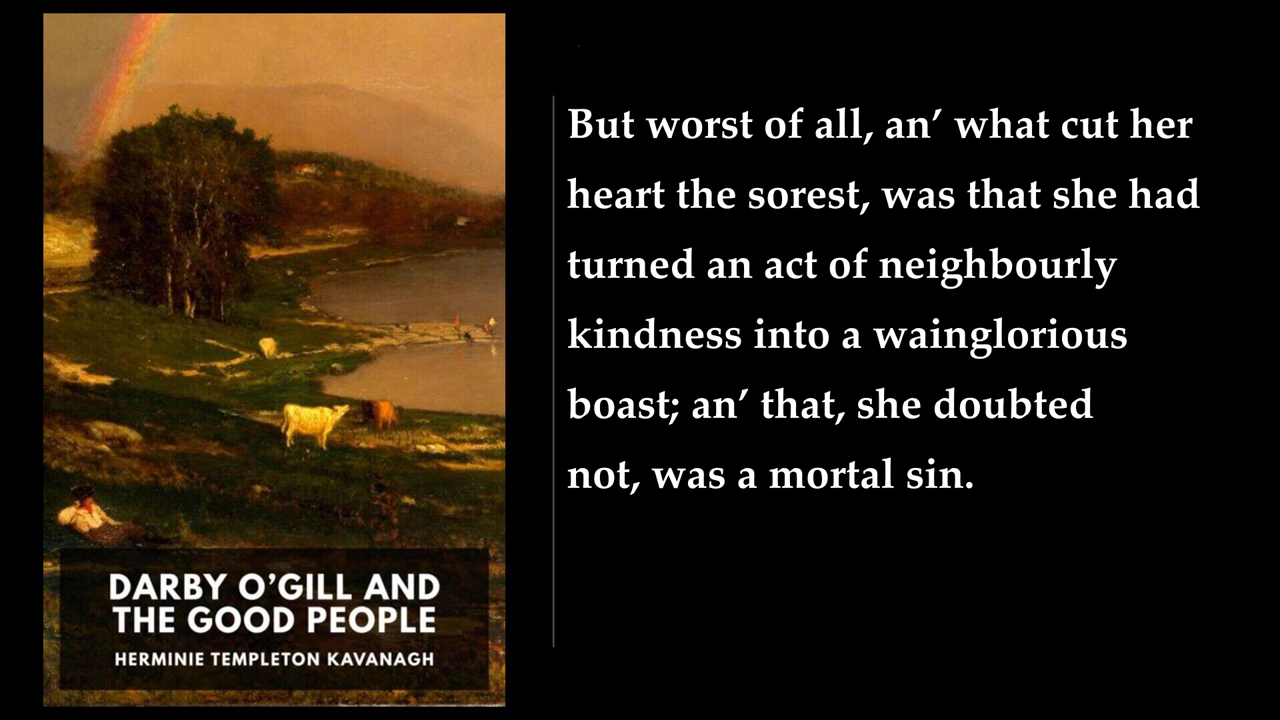 But worst of all, an’ what cut her
heart the sorest, was that she had
turned an act of neighbourly
kindness into a wainglorious
boast; an’ that, she doubted
not, was a mortal sin.
DARBY O’GILL AND
THE GOOD PEOPLE
HERMINIE TEMPLETON KAVANAGH